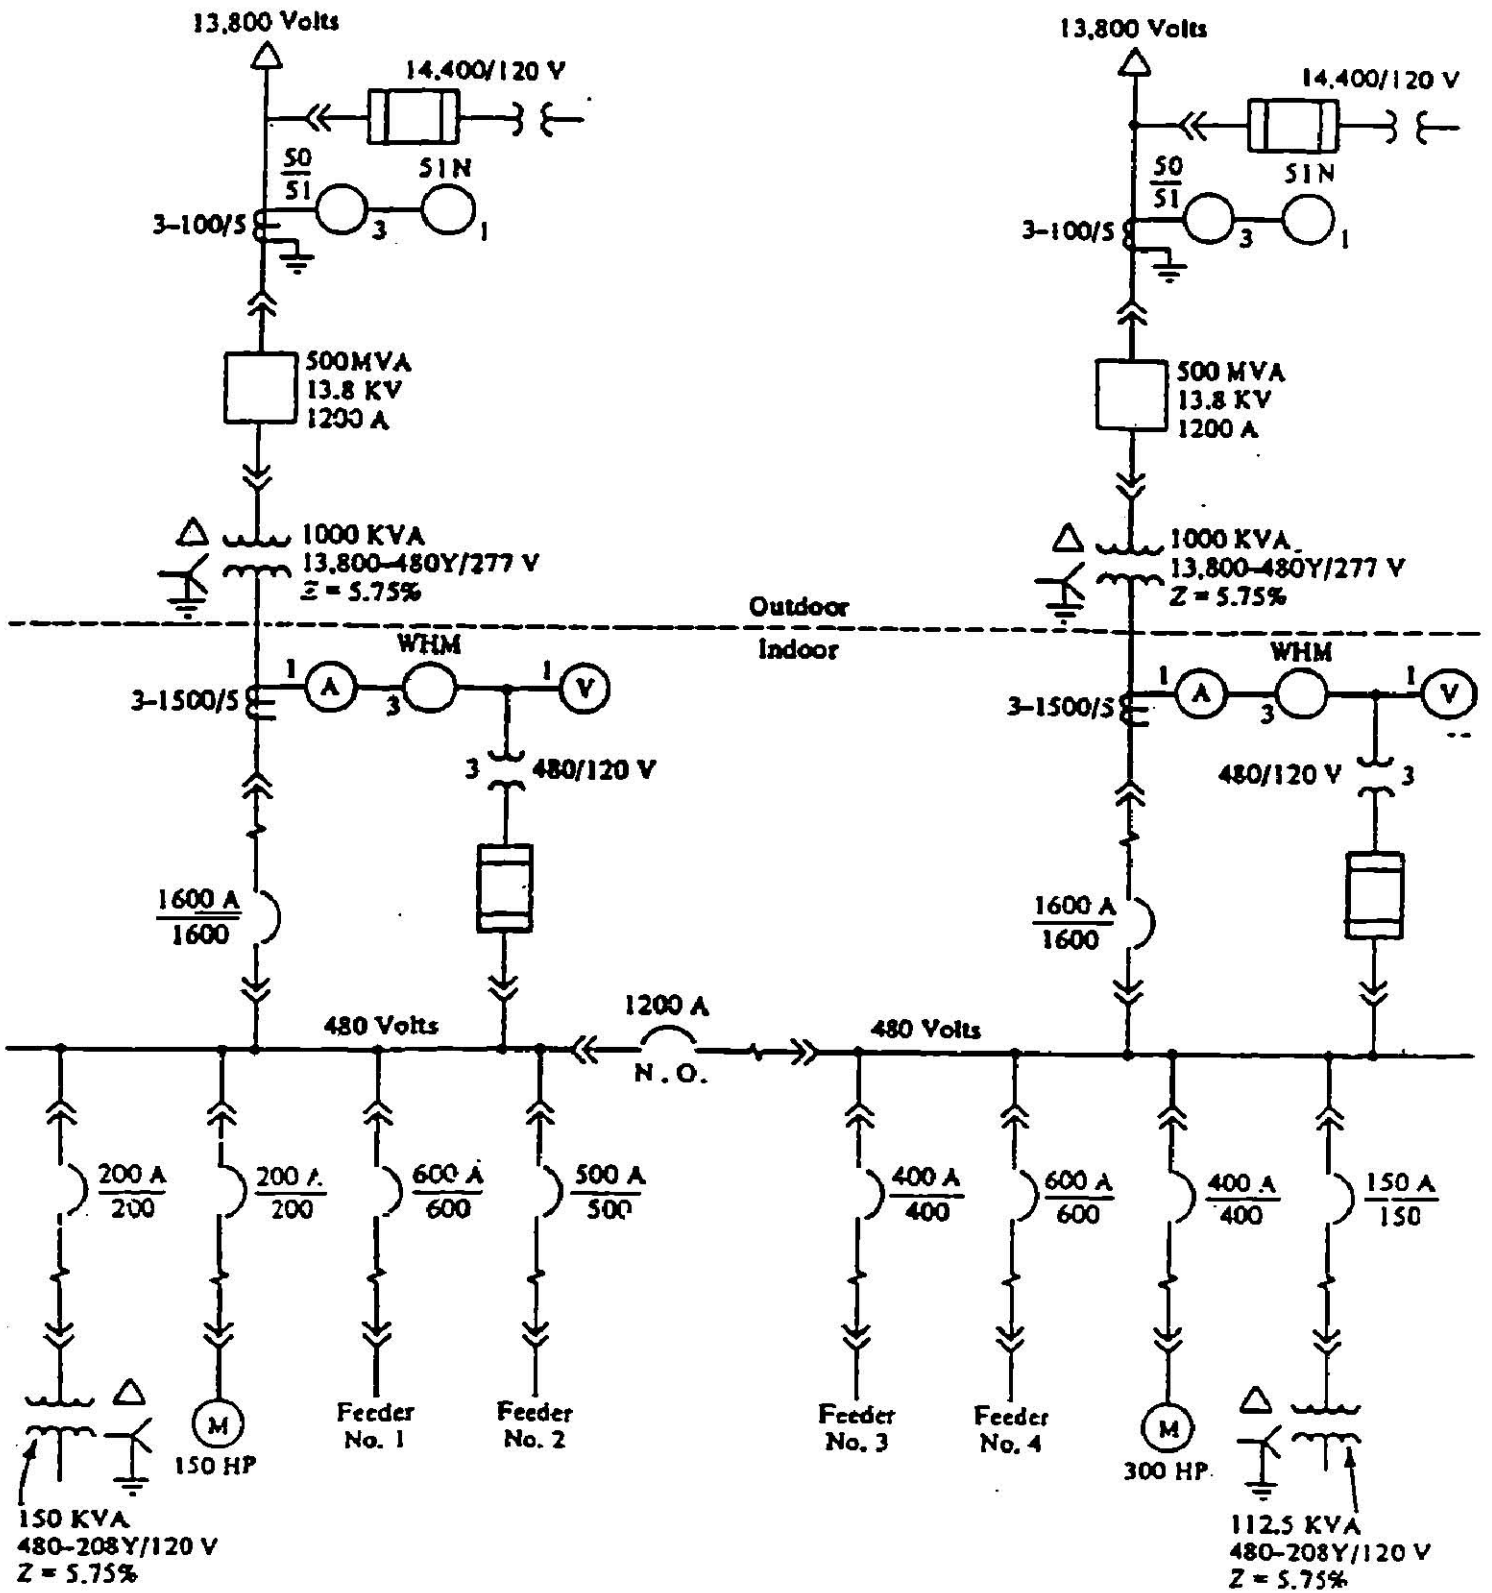 13,800 Volts
14,400/120 V
50
51
51N
3-100/5
3
1
500MVA
13.8 KV
1200 A
1000 KVA
13,800-480Y/277 V
Z = 5.75%
13,800 Volts
14,400/120 V
50
51
51N
3-100/5
3
1
500 MVA
13.8 KV
1200 A
1000 KVA
13,800-480Y/277 V
Z = 5.75%
Outdoor
Indoor
WHM
1
A
3
1
V
3-1500/5
3
480/120 V
1600 A
1600
WHM
1
A
3
1
V
3-1500/5
480/120 V
3
1600 A
1600
480 Volts
1200 A
N.O.
480 Volts
200 A
200
200 A
200
600 A
600
500 A
500
400 A
400
600 A
600
400 A
400
150 A
150
M
150 HP
Feeder
No. 1
Feeder
No. 2
Feeder
No. 3
Feeder
No. 4
M
300 HP
150 KVA
480-208Y/120 V
Z = 5.75%
112.5 KVA
480-208Y/120 V
Z = 5.75%